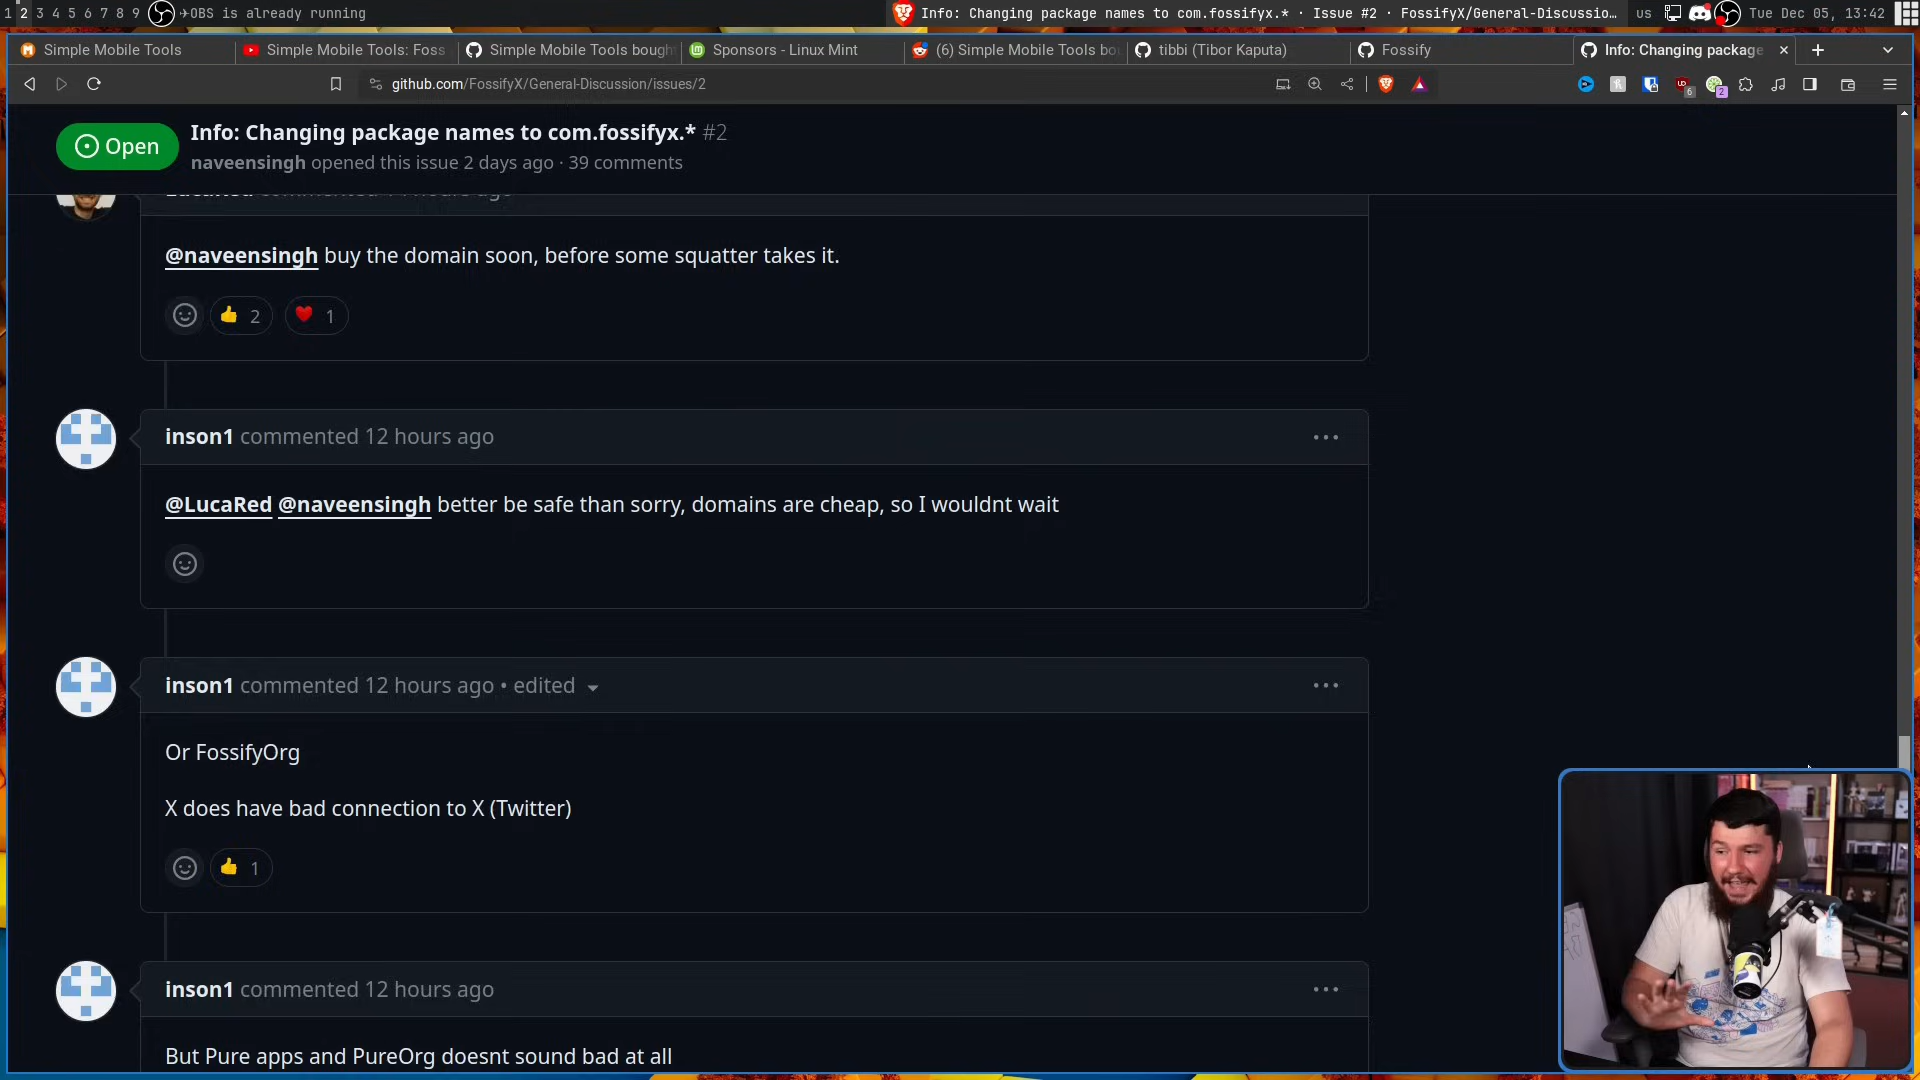 1 2 3 4 5 6 7 8 9 OBS is already running
Info: Changing package names to com.fossifyx.* · Issue #2 · FossifyX/General-Discussio…
us Tue Dec 05, 13:42
Simple Mobile Tools
Simple Mobile Tools: Foss
Simple Mobile Tools bough
Sponsors - Linux Mint
(6) Simple Mobile Tools bou
tibbi (Tibor Kaputa)
Fossify
Info: Changing package
github.com/FossifyX/General-Discussion/issues/2
6
2
Open
Info: Changing package names to com.fossifyx.* #2
naveensingh opened this issue 2 days ago · 39 comments
@naveensingh buy the domain soon, before some squatter takes it.
2
1
inson1 commented 12 hours ago
@LucaRed @naveensingh better be safe than sorry, domains are cheap, so I wouldnt wait
inson1 commented 12 hours ago • edited
Or FossifyOrg
X does have bad connection to X (Twitter)
1
inson1 commented 12 hours ago
But Pure apps and PureOrg doesnt sound bad at all